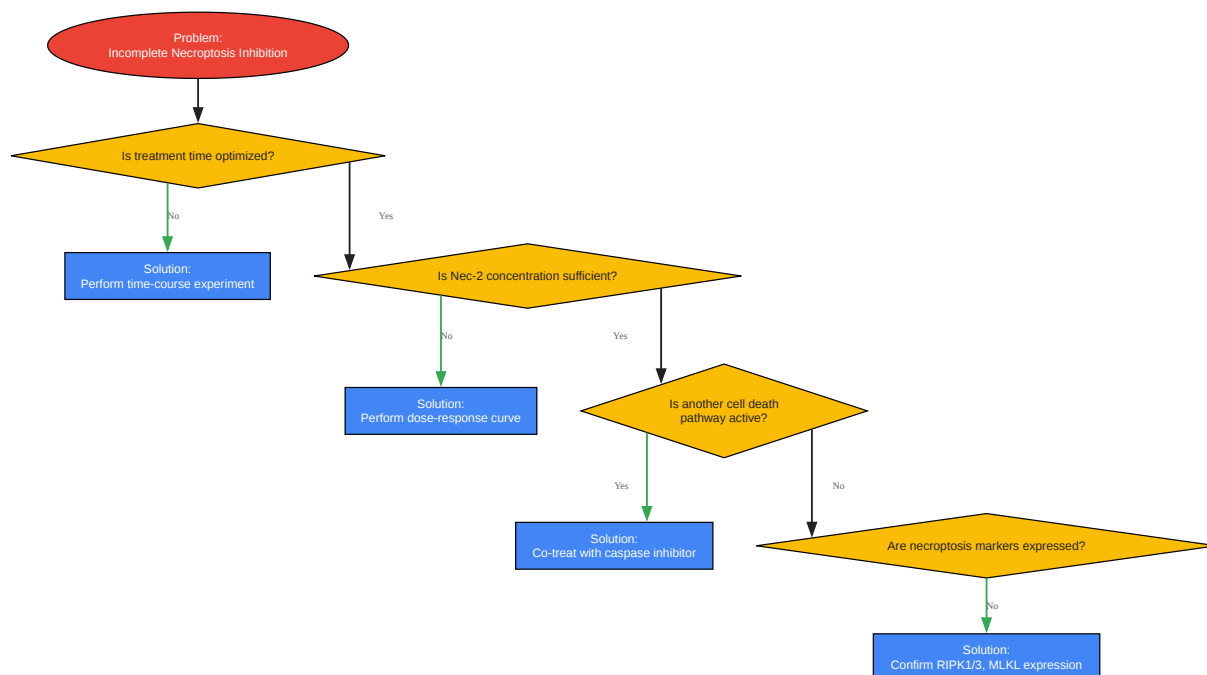 Problem:
Incomplete Necroptosis Inhibition
Is treatment time optimized?
No
Yes
Solution:
Perform time-course experiment
Is Nec-2 concentration sufficient?
No
Yes
Solution:
Perform dose-response curve
Is another cell death
pathway active?
Yes
No
Solution:
Co-treat with caspase inhibitor
Are necroptosis markers expressed?
No
Solution:
Confirm RIPK1/3, MLKL expression